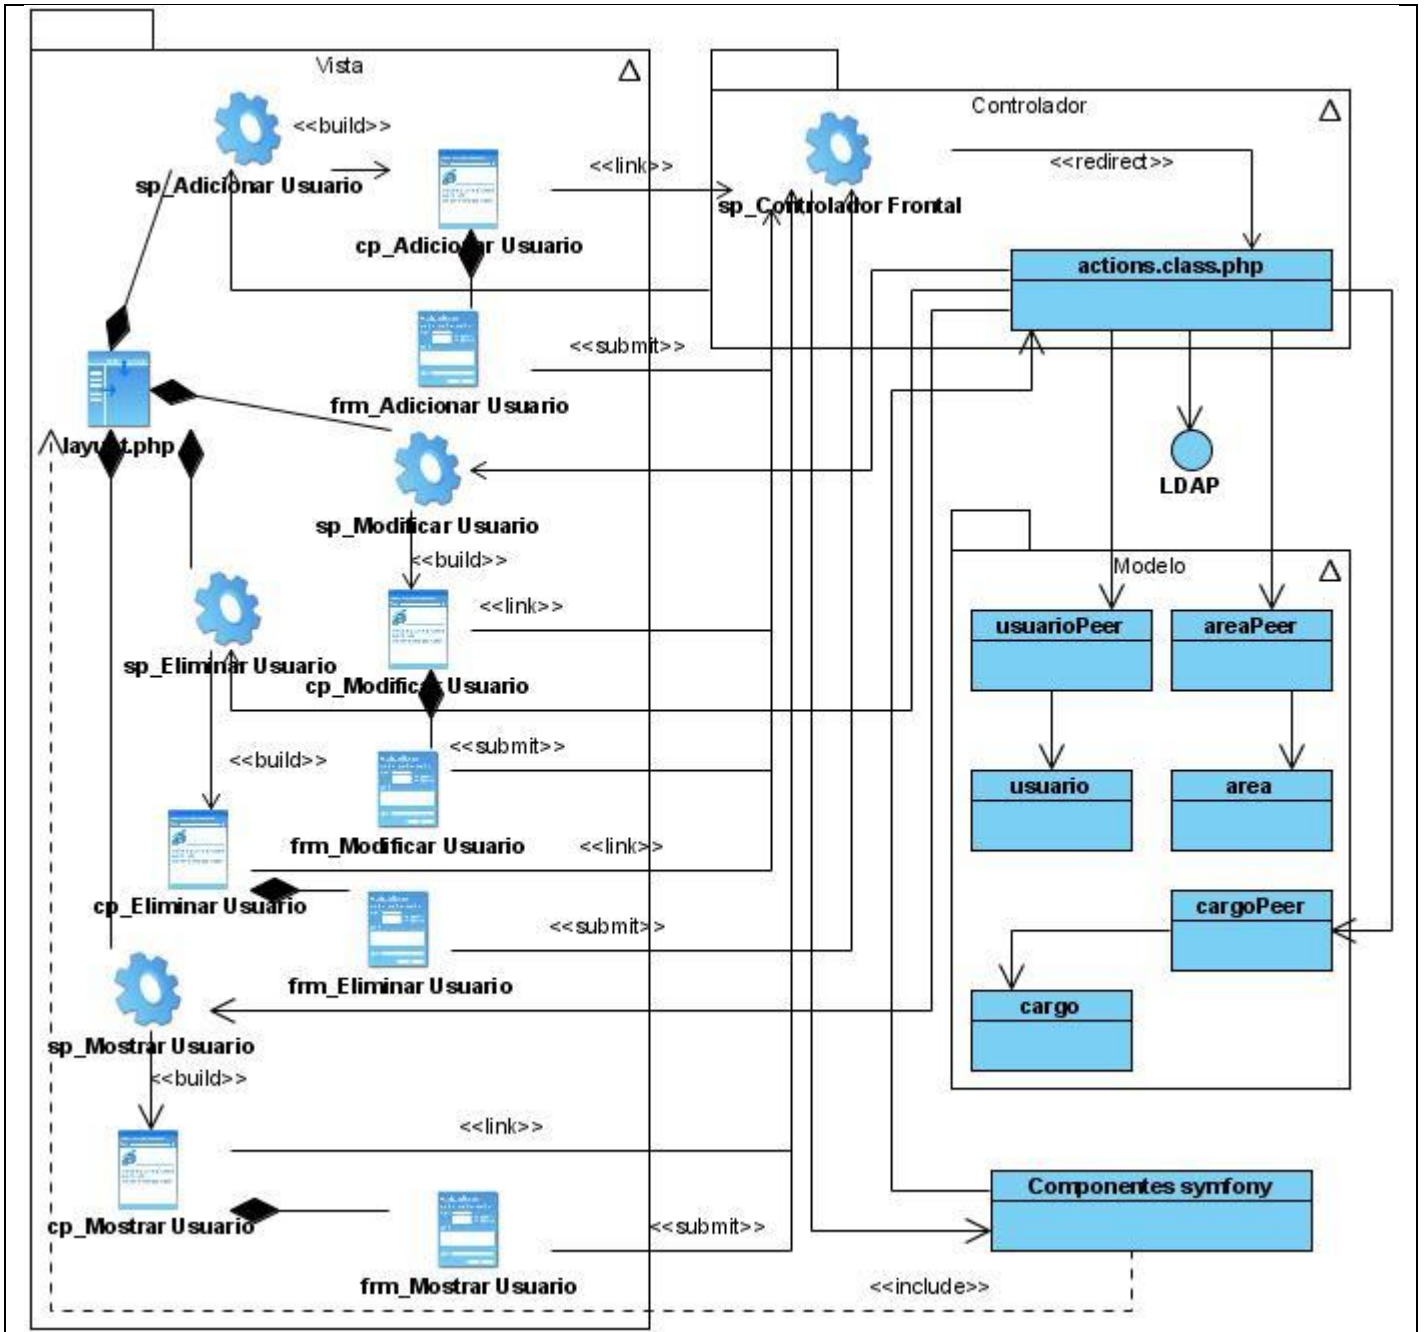 Vista
Controlador
<<build>>
<<redirect>>
<<link>>
sp_Adicionar Usuario
sp_Controlador Frontal
cp_Adicionar Usuario
actions.class.php
<<submit>>
frm_Adicionar Usuario
layout.php
LDAP
sp_Modificar Usuario
<<build>>
Modelo
<<link>>
usuarioPeer
areaPeer
sp_Eliminar Usuario
cp_Modificar Usuario
<<submit>>
<<build>>
usuario
area
frm_Modificar Usuario
<<link>>
cp_Eliminar Usuario
cargoPeer
<<submit>>
frm_Eliminar Usuario
cargo
sp_Mostrar Usuario
<<build>>
<<link>>
Componentes symfony
cp_Mostrar Usuario
<<submit>>
frm_Mostrar Usuario
<<include>>